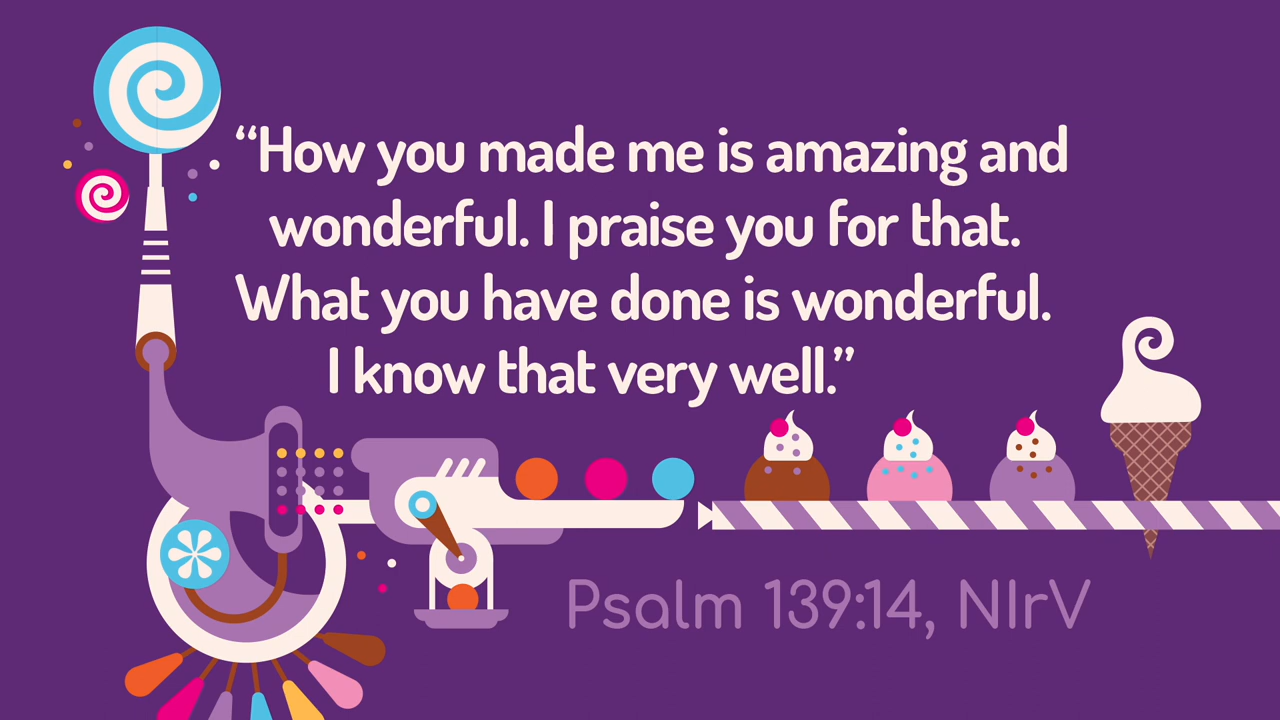 “How you made me is amazing and
wonderful. I praise you for that.
What you have done is wonderful.
I know that very well.”
Psalm 139:14, NIrV